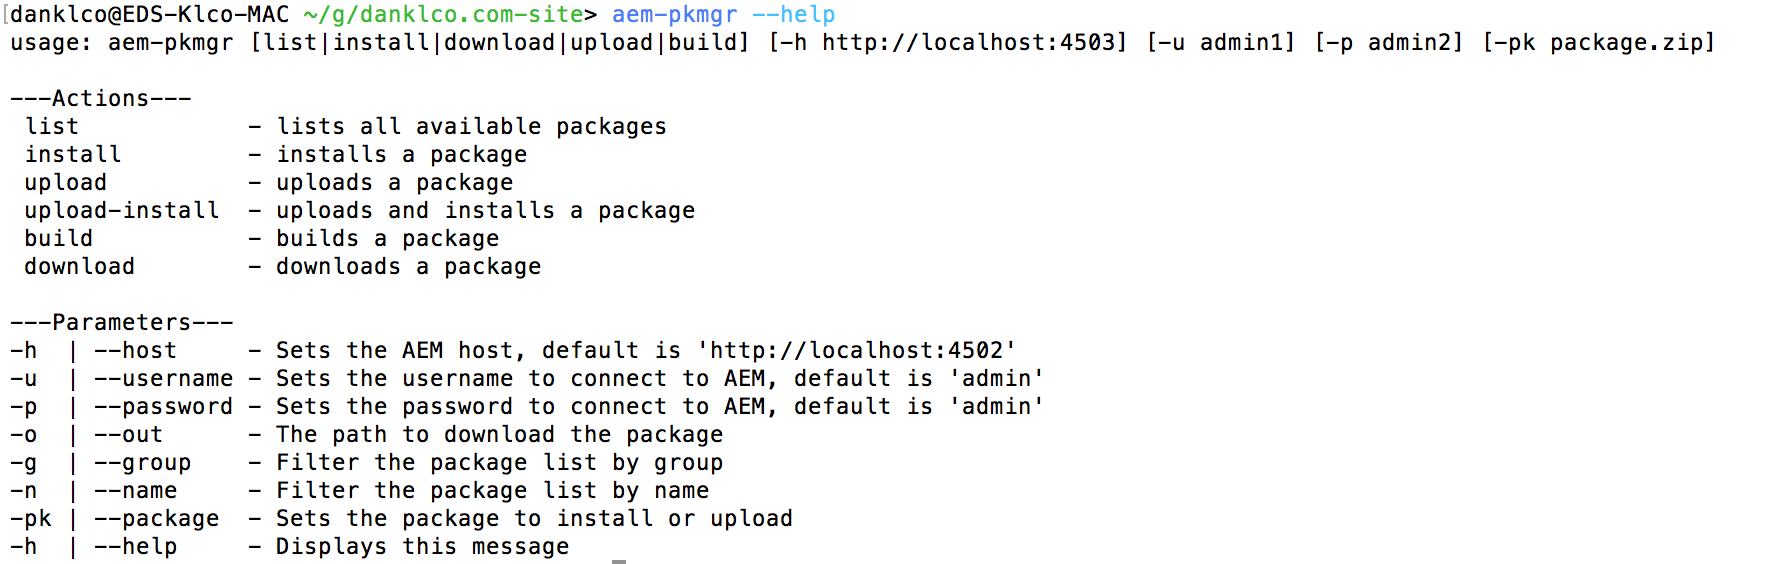 [danklco@EDS-Klco-MAC ~/g/danklco.com-site> aem-pkmgr --help
usage: aem-pkmgr [list|install|download|upload|build] [-h http://localhost:4503] [-u admin1] [-p admin2] [-pk package.zip]
---Actions---
list - lists all available packages
install - installs a package
upload - uploads a package
upload-install - uploads and installs a package
build - builds a package
download - downloads a package
---Parameters---
-h | --host - Sets the AEM host, default is 'http://localhost:4502'
-u | --username - Sets the username to connect to AEM, default is 'admin'
-p | --password - Sets the password to connect to AEM, default is 'admin'
-o | --out - The path to download the package
-g | --group - Filter the package list by group
-n | --name - Filter the package list by name
-pk | --package - Sets the package to install or upload
-h | --help - Displays this message